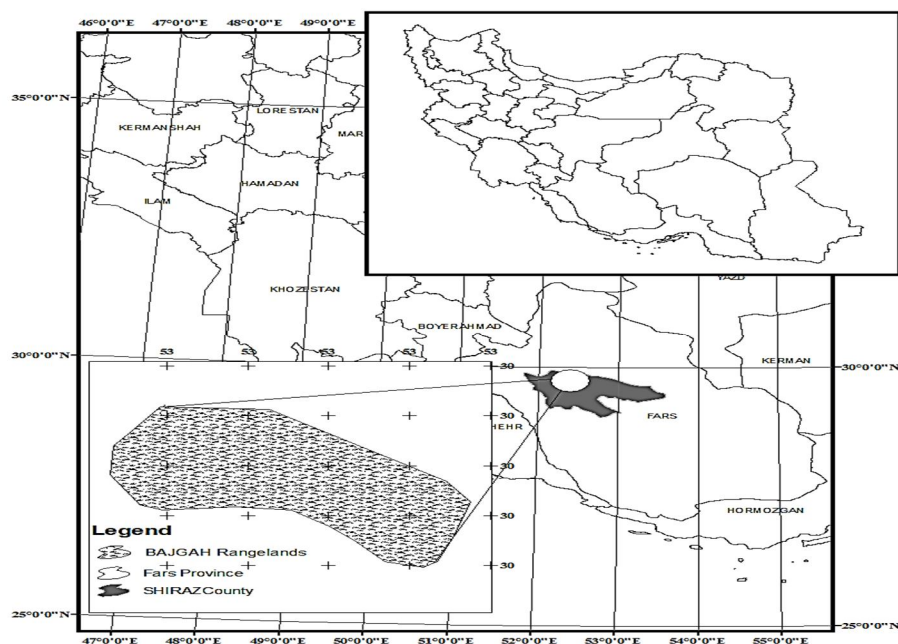 46°0'0"E 47°0'0"E 48°0'0"E 49°0'0"E
35°0'0"N
LORESTAN
KERMANSHAH
MAR
HAMADAN
ILAM
KHOZESTAN
YAZD
BOYERAHMAD
30°0'0"N
53 53 53 53 53
KERMAN
30°0'0"N
30
HEHR
FARS
30
HORMOZGAN
30
Legend
BAJGAH Rangelands
Fars Province
SHIRAZCounty
30
30
25°0'0"N
25°0'0"N
47°0'0"E 48°0'0"E 49°0'0"E 50°0'0"E 51°0'0"E 52°0'0"E 53°0'0"E 54°0'0"E 55°0'0"E